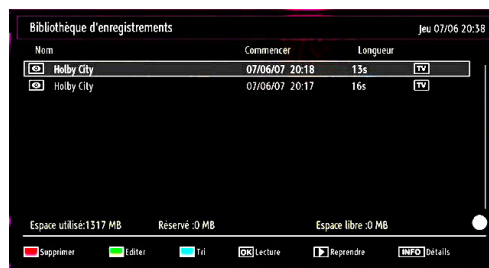 Bibliothèque d'enregistrements Jeu 07/06 20:38
Nom Commencer Longueur
Holby City 07/06/07 20:18 13s TV
Holby City 07/06/07 20:17 16s TV
Espace utilisé:1317 MB Réservé :0 MB Espace libre :0 MB
Supprimer Editer Tri OK Lecture Reprendre INFO Détails